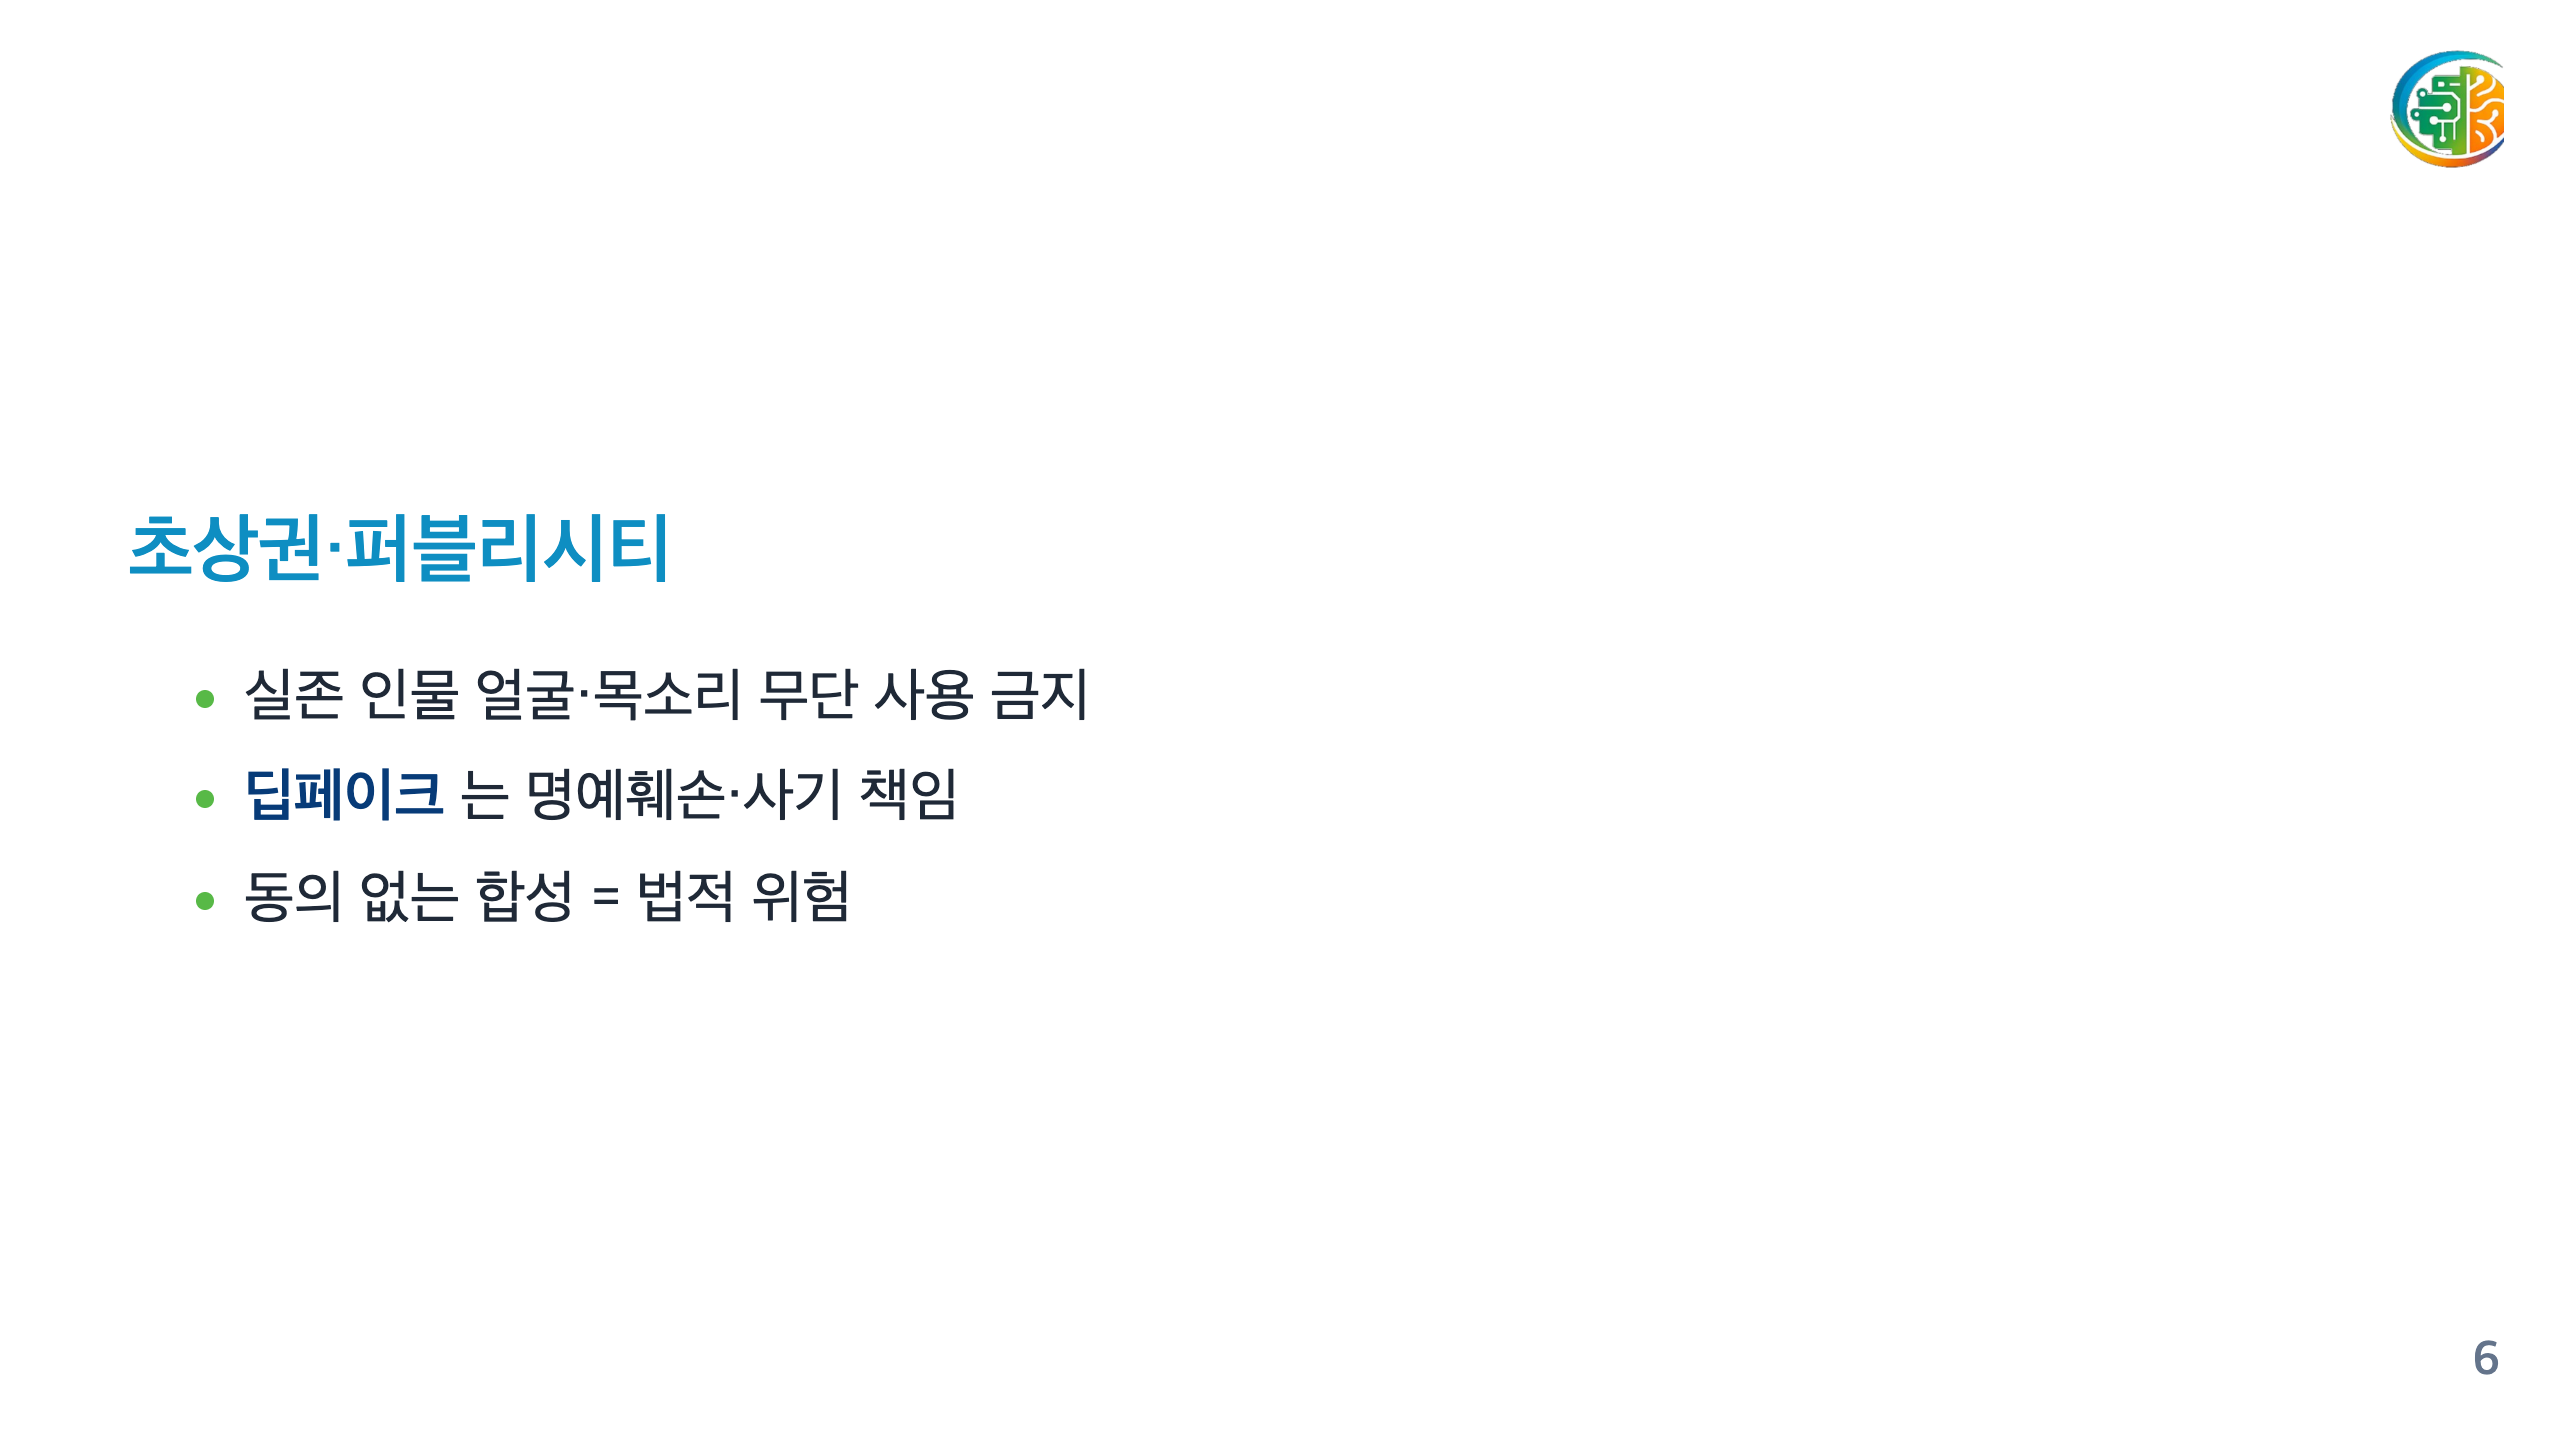 초상권·퍼블리시티
• 실존 인물 얼굴·목소리 무단 사용 금지
• 딥페이크 는 명예훼손·사기 책임
• 동의 없는 합성 = 법적 위험
6